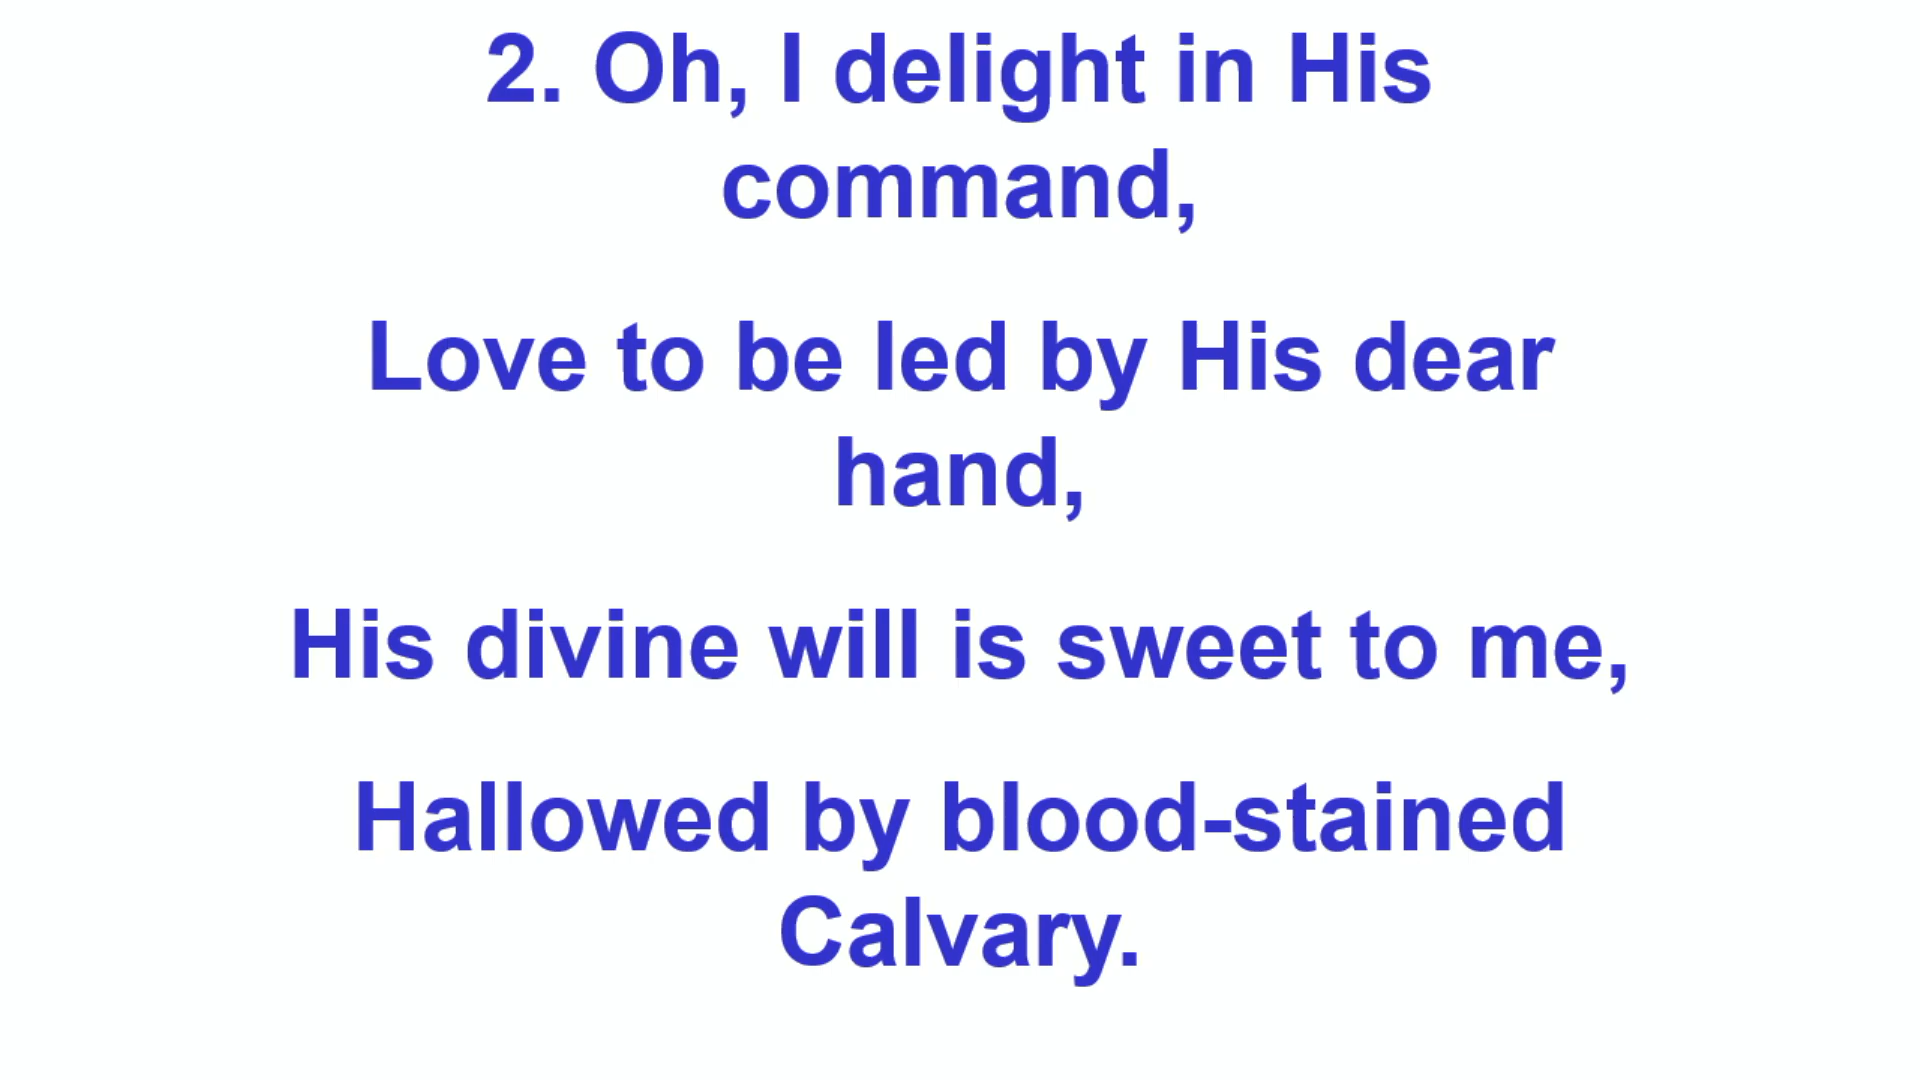 2. Oh, I delight in His
command,
Love to be led by His dear
hand,
His divine will is sweet to me,
Hallowed by blood-stained
Calvary.